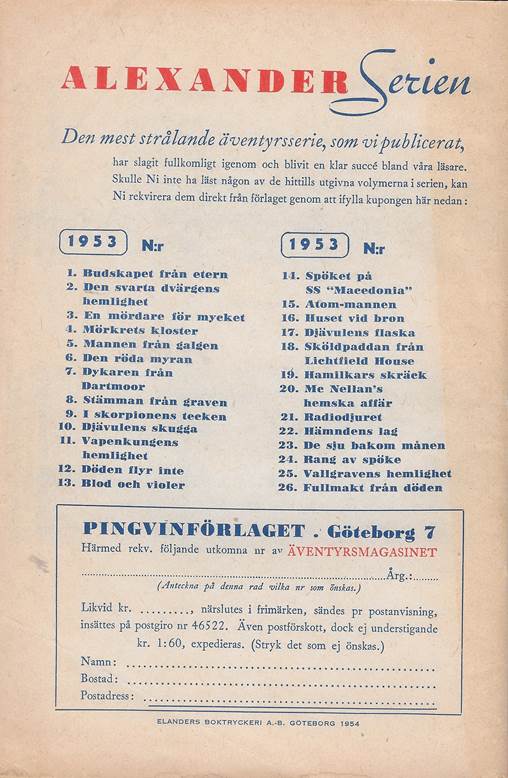 ALEXANDER Serien
Den mest strålande äventyrsserie, som vi publicerat,
har slagit fullkomligt igenom och blivit en klar succé bland våra läsare.
Skulle Ni inte ha läst någon av de hittills utgivna volymerna i serien, kan
Ni rekvirera dem direkt från förlaget genom att ifylla kupongen här nedan:
1953 N:r
1. Budskapet från etern
2. Den svarta dvärgens
hemlighet
3. En mördare för mycket
4. Mörkrets kloster
5. Mannen från galgen
6. Den röda myran
7. Dykaren från
Dartmoor
8. Stämman från graven
9. I skorpionens tecken
10. Djävulens skugga
11. Vapenkungens
hemlighet
12. Döden flyr inte
13. Blod och violer
1953 N:r
14. Spöket på
SS "Macedonia"
15. Atom-mannen
16. Huset vid bron
17. Djävulens flaska
18. Sköldpaddan från
Lichtfield House
19. Hamilkars skräck
20. Mc Nellan's
hemska affär
21. Radiodjuret
22. Hämndens lag
23. De sju bakom månen
24. Rang av spöke
25. Vallgravens hemlighet
26. Fullmakt från döden
PINGVINFÖRLAGET . Göteborg 7
Härmed rekv. följande utkomna nr av ÄVENTYRSMAGASINET
........................................ Årg.:.......
(Anteckna på denna rad vilka nr som önskas.)
Likvid kr. .........., närslutes i frimärken, sändes pr postanvisning,
insättes på postgiro nr 46522. Även postförskott, dock ej understigande
kr. 1:60, expedieras. (Stryk det som ej önskas.)
Namn: ........................................
Bostad: ........................................
Postadress: ........................................
ELANDERS BOKTRYCKERI A.-B. GÖTEBORG 1954